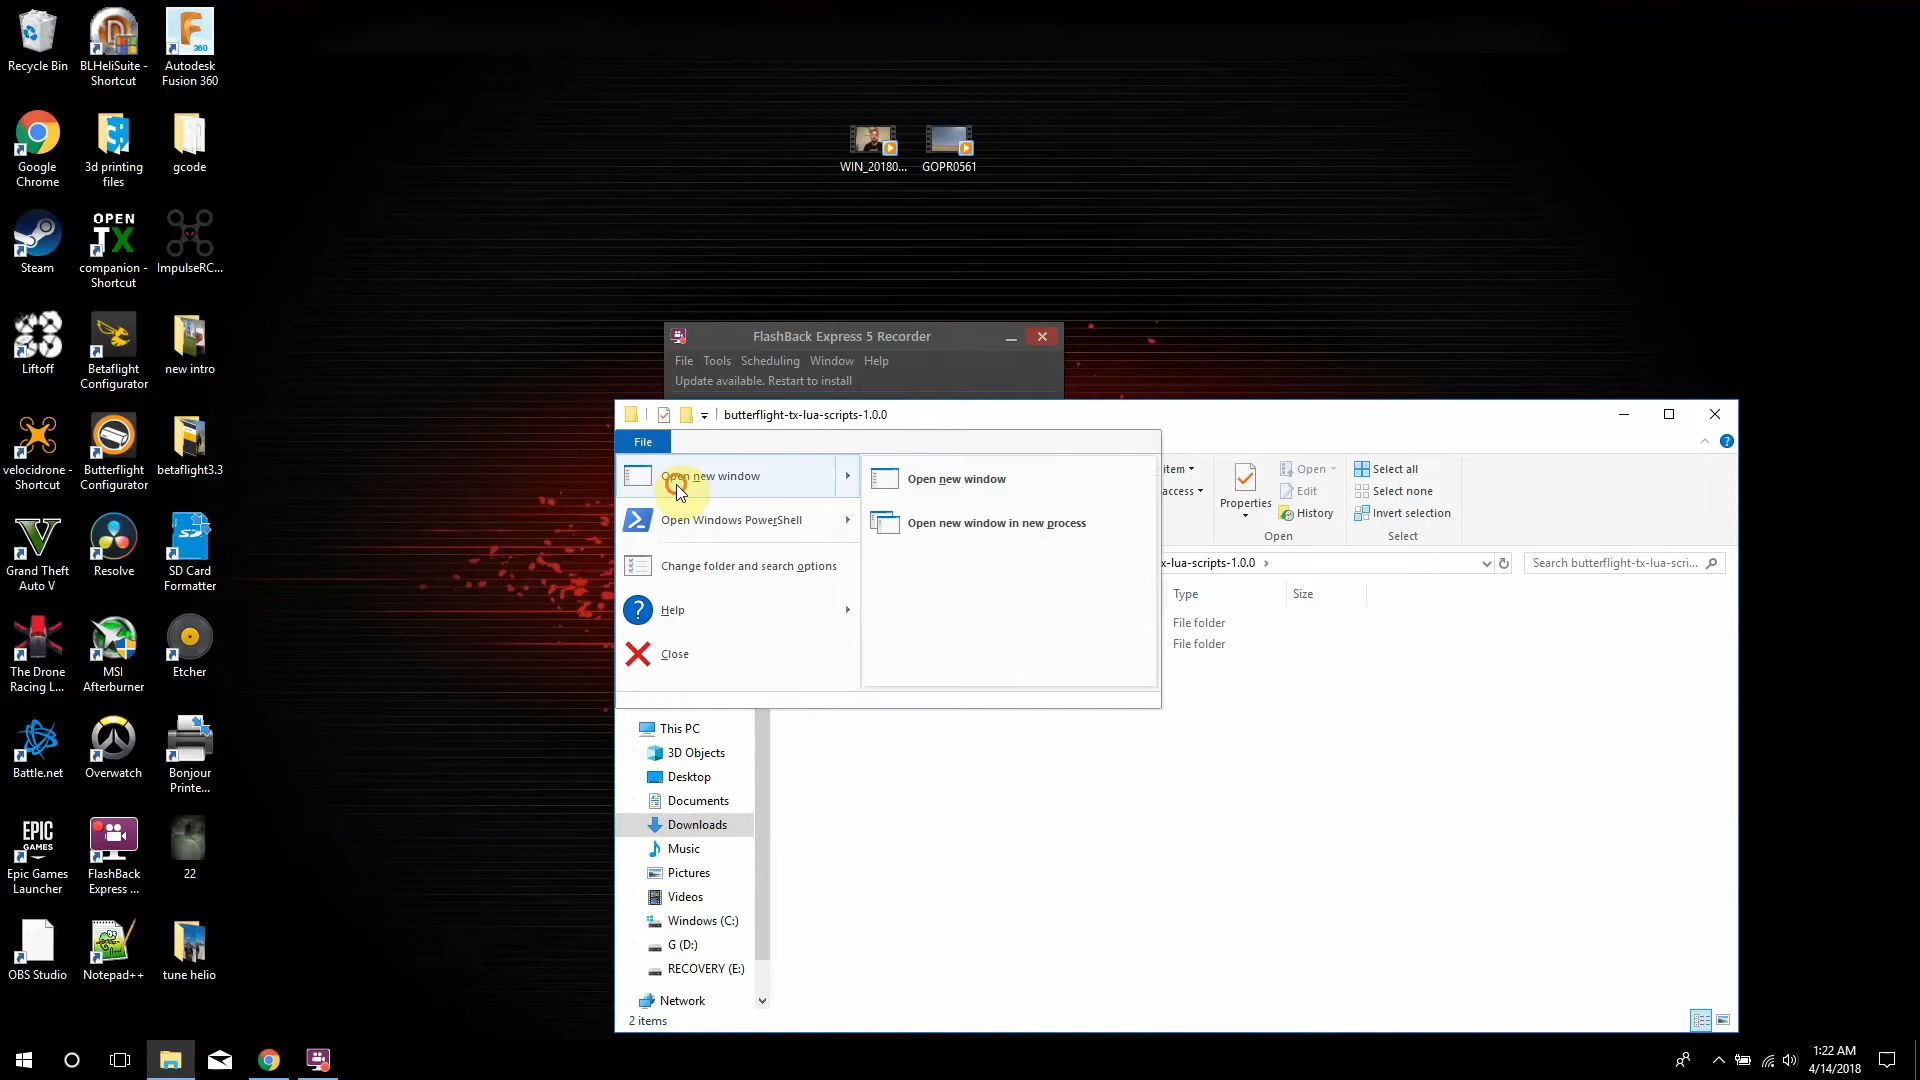 Recycle Bin
BLHeliSuite -
Shortcut
Autodesk
Fusion 360
360
Google
Chrome
3d printing
files
gcode
Steam
OPEN
TX
companion -
Shortcut
ImpulseRC...
Liftoff
Betaflight
Configurator
new intro
velocidrone -
Shortcut
Butterflight
Configurator
betaflight3.3
Grand Theft
Auto V
Resolve
SD
SD Card
Formatter
The Drone
Racing L...
MSI
Afterburner
Etcher
Battle.net
Overwatch
Bonjour
Printe...
EPIC
GAMES
Epic Games
Launcher
FlashBack
Express ...
22
OBS Studio
Notepad++
tune helio
WIN_20180...
GOPR0561
FlashBack Express 5 Recorder
File Tools Scheduling Window Help
Update available. Restart to install
butterflight-tx-lua-scripts-1.0.0
File
Open new window
Open Windows PowerShell
Change folder and search options
Help
Close
Open new window
Open new window in new process
item
access
Properties
Open
Edit
History
Open
Select all
Select none
Invert selection
Select
x-lua-scripts-1.0.0
Search butterflight-tx-lua-scri...
Type
Size
File folder
File folder
This PC
3D Objects
Desktop
Documents
Downloads
Music
Pictures
Videos
Windows (C:)
G (D:)
RECOVERY (E:)
Network
2 items
1:22 AM
4/14/2018